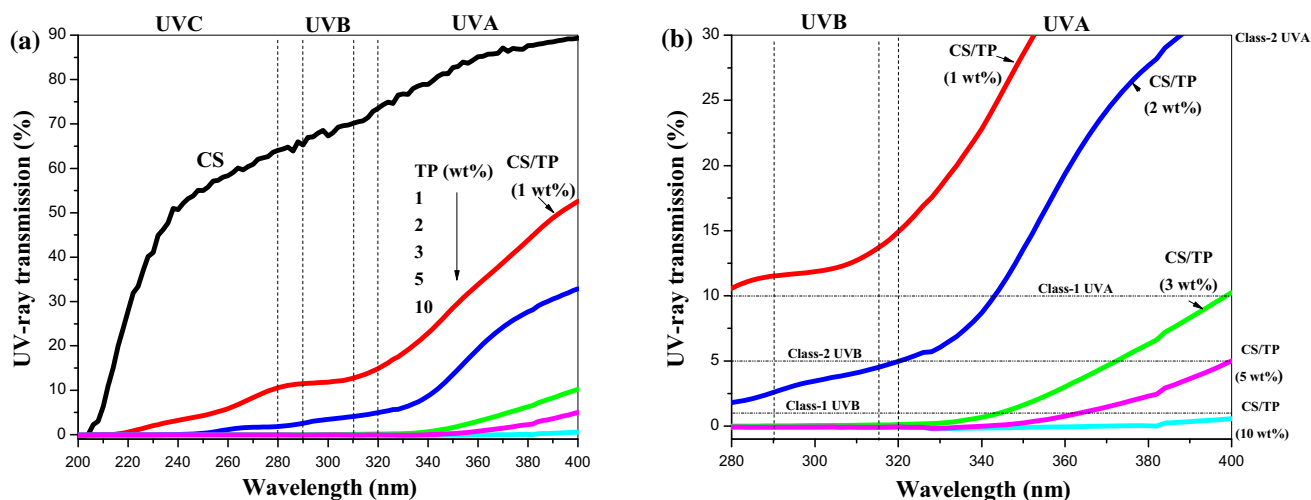 (a)
UVC UVB UVA
90
80
70
60
50
40
30
20
10
0
UV-ray transmission (%)
CS
TP (wt%)
1
2
3
5
10
CS/TP
(1 wt%)
200 220 240 260 280 300 320 340 360 380 400
Wavelength (nm)
(b)
UVB UVA
30
25
20
15
10
5
0
UV-ray transmission (%)
Class-2 UVA
CS/TP
(1 wt%)
CS/TP
(2 wt%)
CS/TP
(3 wt%)
Class-1 UVA
Class-2 UVB
Class-1 UVB
CS/TP
(5 wt%)
CS/TP
(10 wt%)
280 300 320 340 360 380 400
Wavelength (nm)